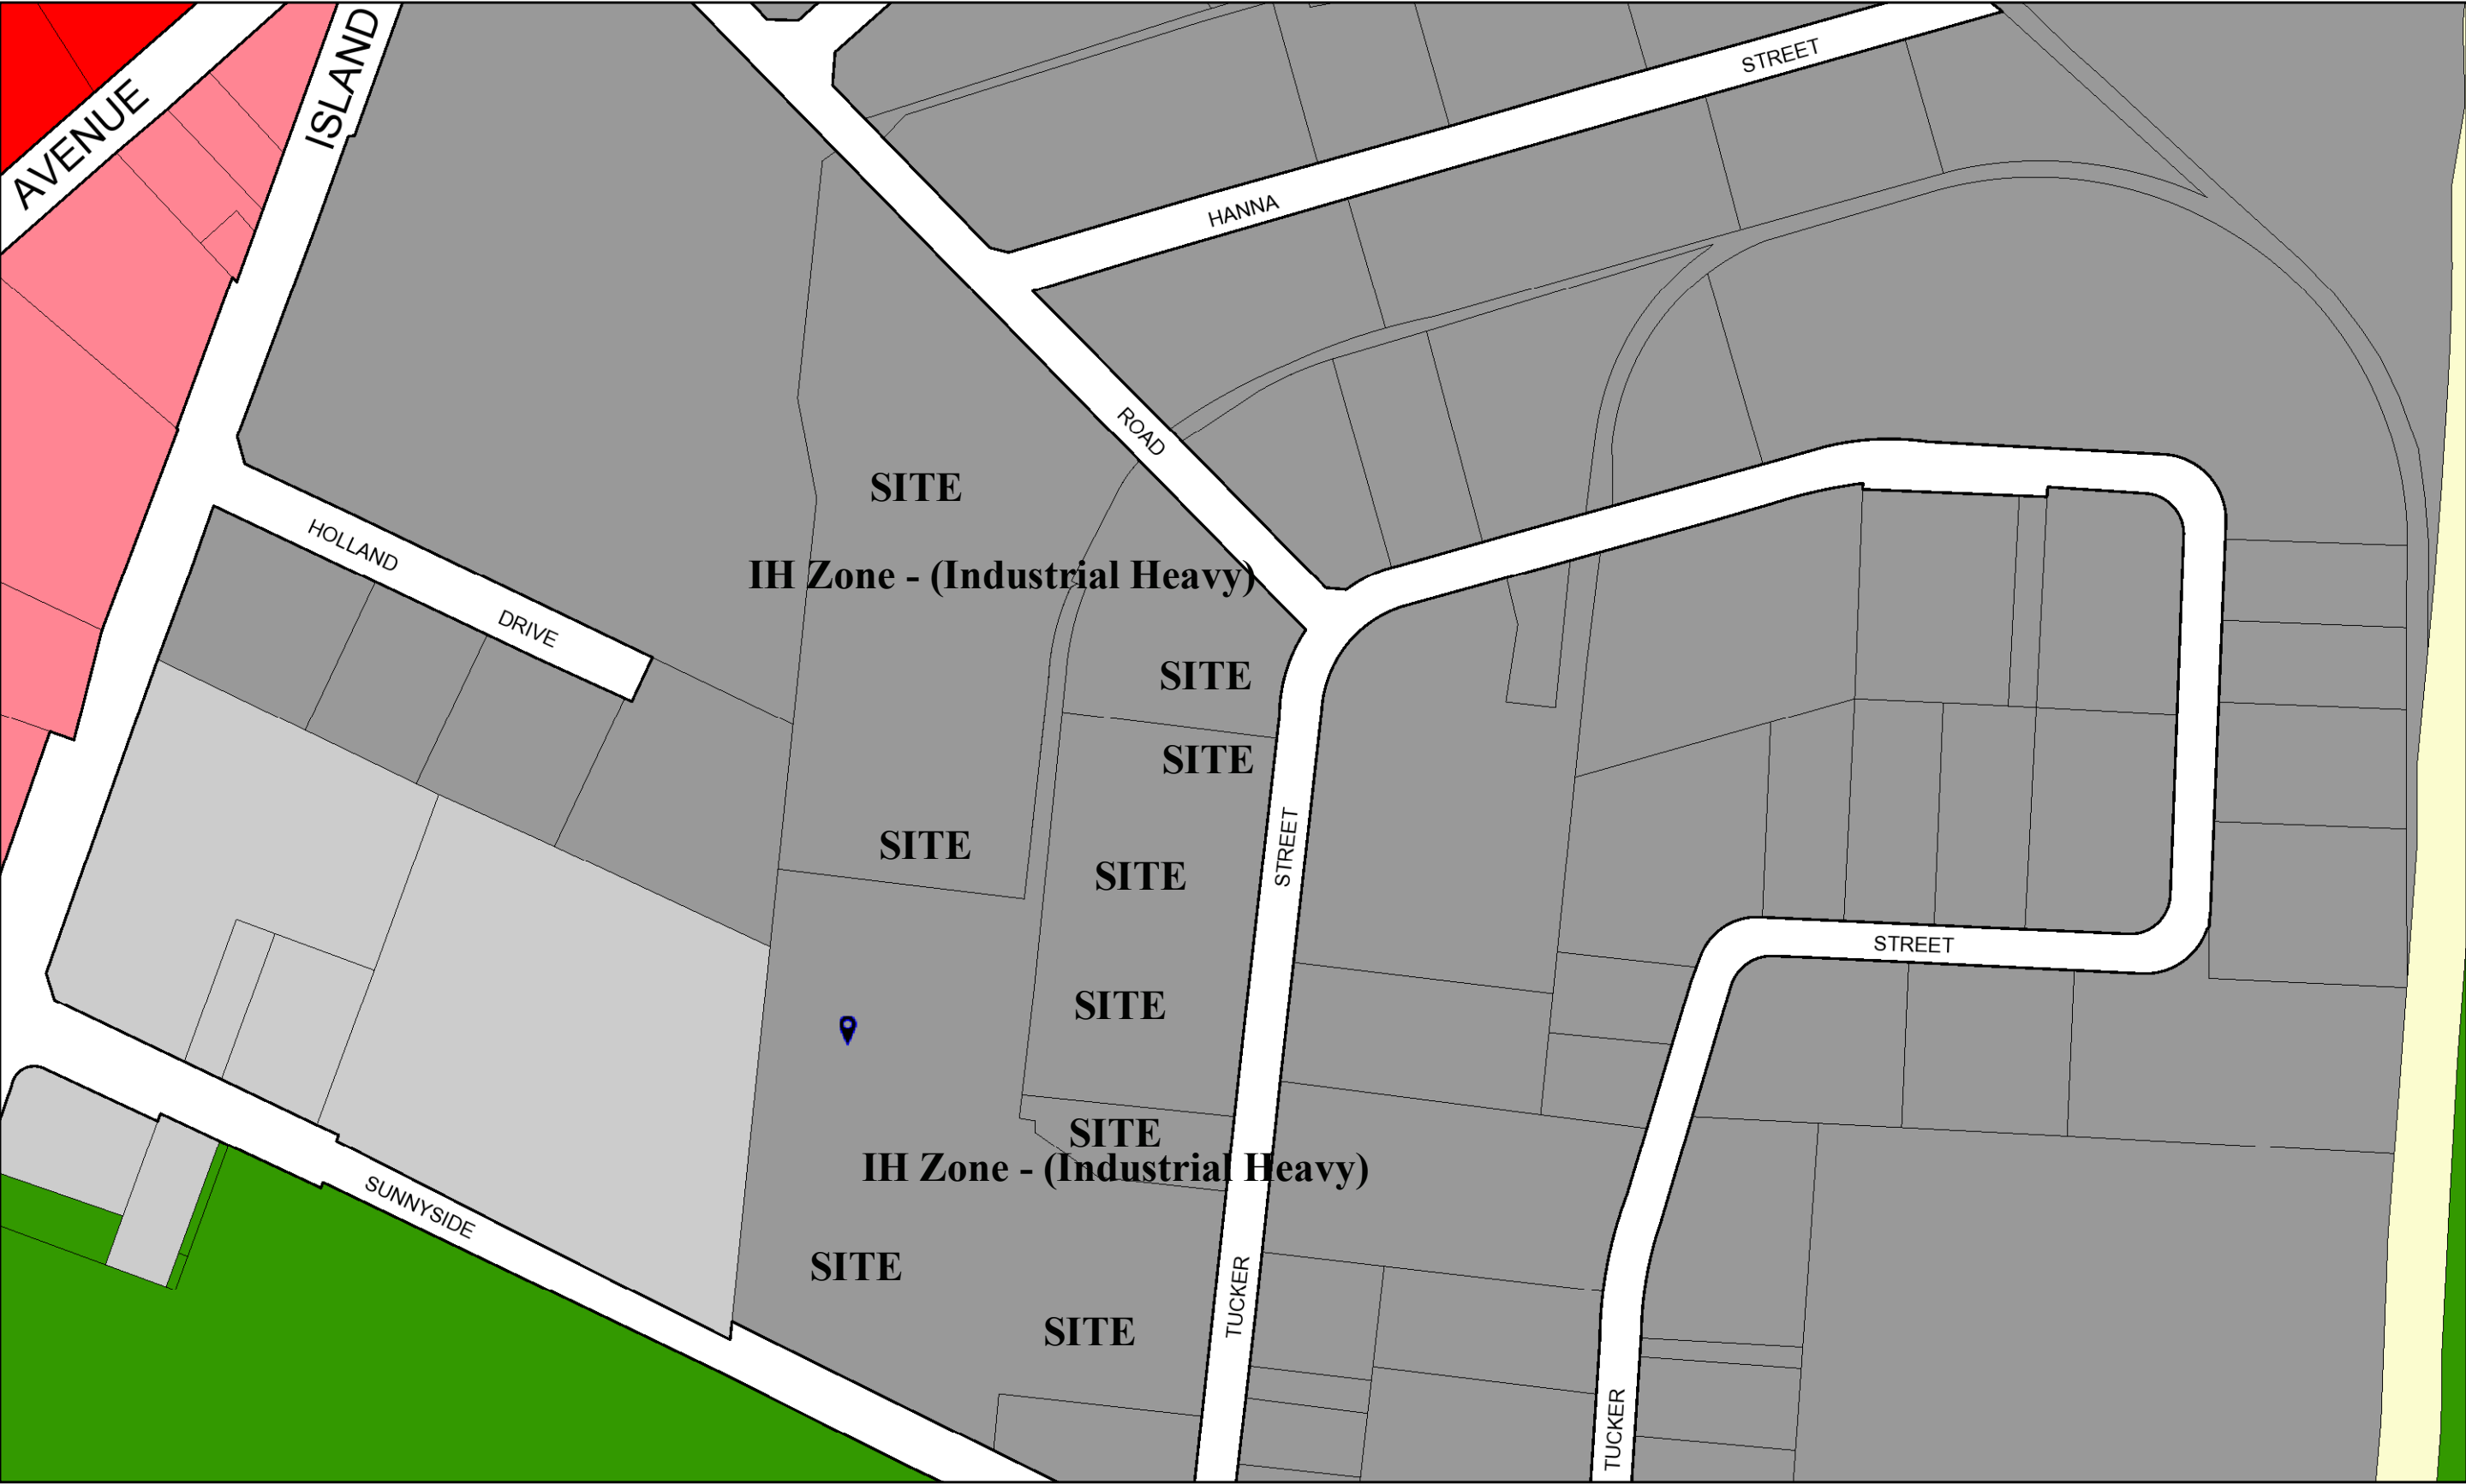 ISLAND
AVENUE
STREET
HANNA
ROAD
SITE
HOLLAND
IH Zone - (Industrial Heavy)
DRIVE
SITE
SITE
STREET
SITE
SITE
STREET
SITE
SITE
IH Zone - (Industrial Heavy)
SUNNYSIDE
SITE
TUCKER
SITE
TUCKER